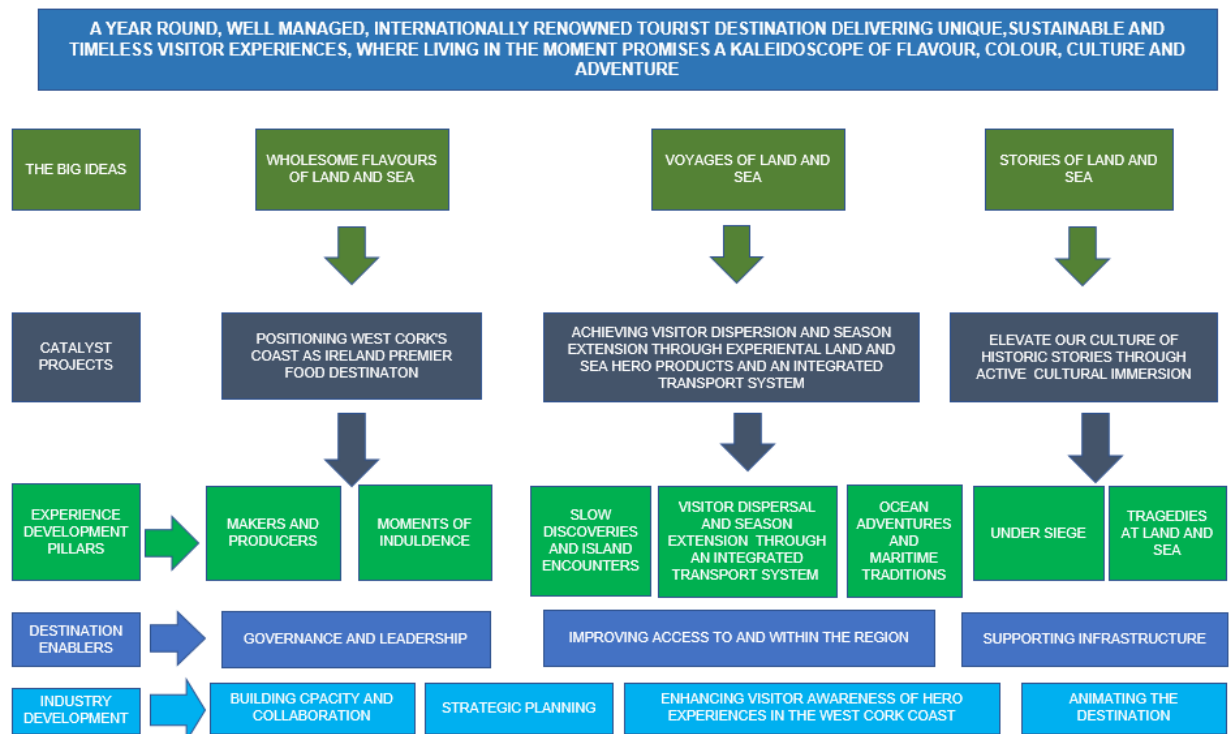 A YEAR ROUND, WELL MANAGED, INTERNATIONALLY RENOWNED TOURIST DESTINATION DELIVERING UNIQUE,SUSTAINABLE AND
TIMELESS VISITOR EXPERIENCES, WHERE LIVING IN THE MOMENT PROMISES A KALEIDOSCOPE OF FLAVOUR, COLOUR, CULTURE AND
ADVENTURE
THE BIG IDEAS
WHOLESOME FLAVOURS
OF LAND AND SEA
VOYAGES OF LAND AND
SEA
STORIES OF LAND AND
SEA
CATALYST
PROJECTS
POSITIONING WEST CORK'S
COAST AS IRELAND PREMIER
FOOD DESTINATON
ACHIEVING VISITOR DISPERSION AND SEASON
EXTENSION THROUGH EXPERIENTAL LAND AND
SEA HERO PRODUCTS AND AN INTEGRATED
TRANSPORT SYSTEM
ELEVATE OUR CULTURE OF
HISTORIC STORIES THROUGH
ACTIVE CULTURAL IMMERSION
EXPERIENCE
DEVELOPMENT
PILLARS
MAKERS AND
PRODUCERS
MOMENTS OF
INDULDENCE
SLOW
DISCOVERIES
AND ISLAND
ENCOUNTERS
VISITOR DISPERSAL
AND SEASON
EXTENSION THROUGH
AN INTEGRATED
TRANSPORT SYSTEM
OCEAN
ADVENTURES
AND
MARITIME
TRADITIONS
UNDER SIEGE
TRAGEDIES
AT LAND AND
SEA
DESTINATION
ENABLERS
GOVERNANCE AND LEADERSHIP
IMPROVING ACCESS TO AND WITHIN THE REGION
SUPPORTING INFRASTRUCTURE
INDUSTRY
DEVELOPMENT
BUILDING CPACITY AND
COLLABORATION
STRATEGIC PLANNING
ENHANCING VISITOR AWARENESS OF HERO
EXPERIENCES IN THE WEST CORK COAST
ANIMATING THE
DESTINATION